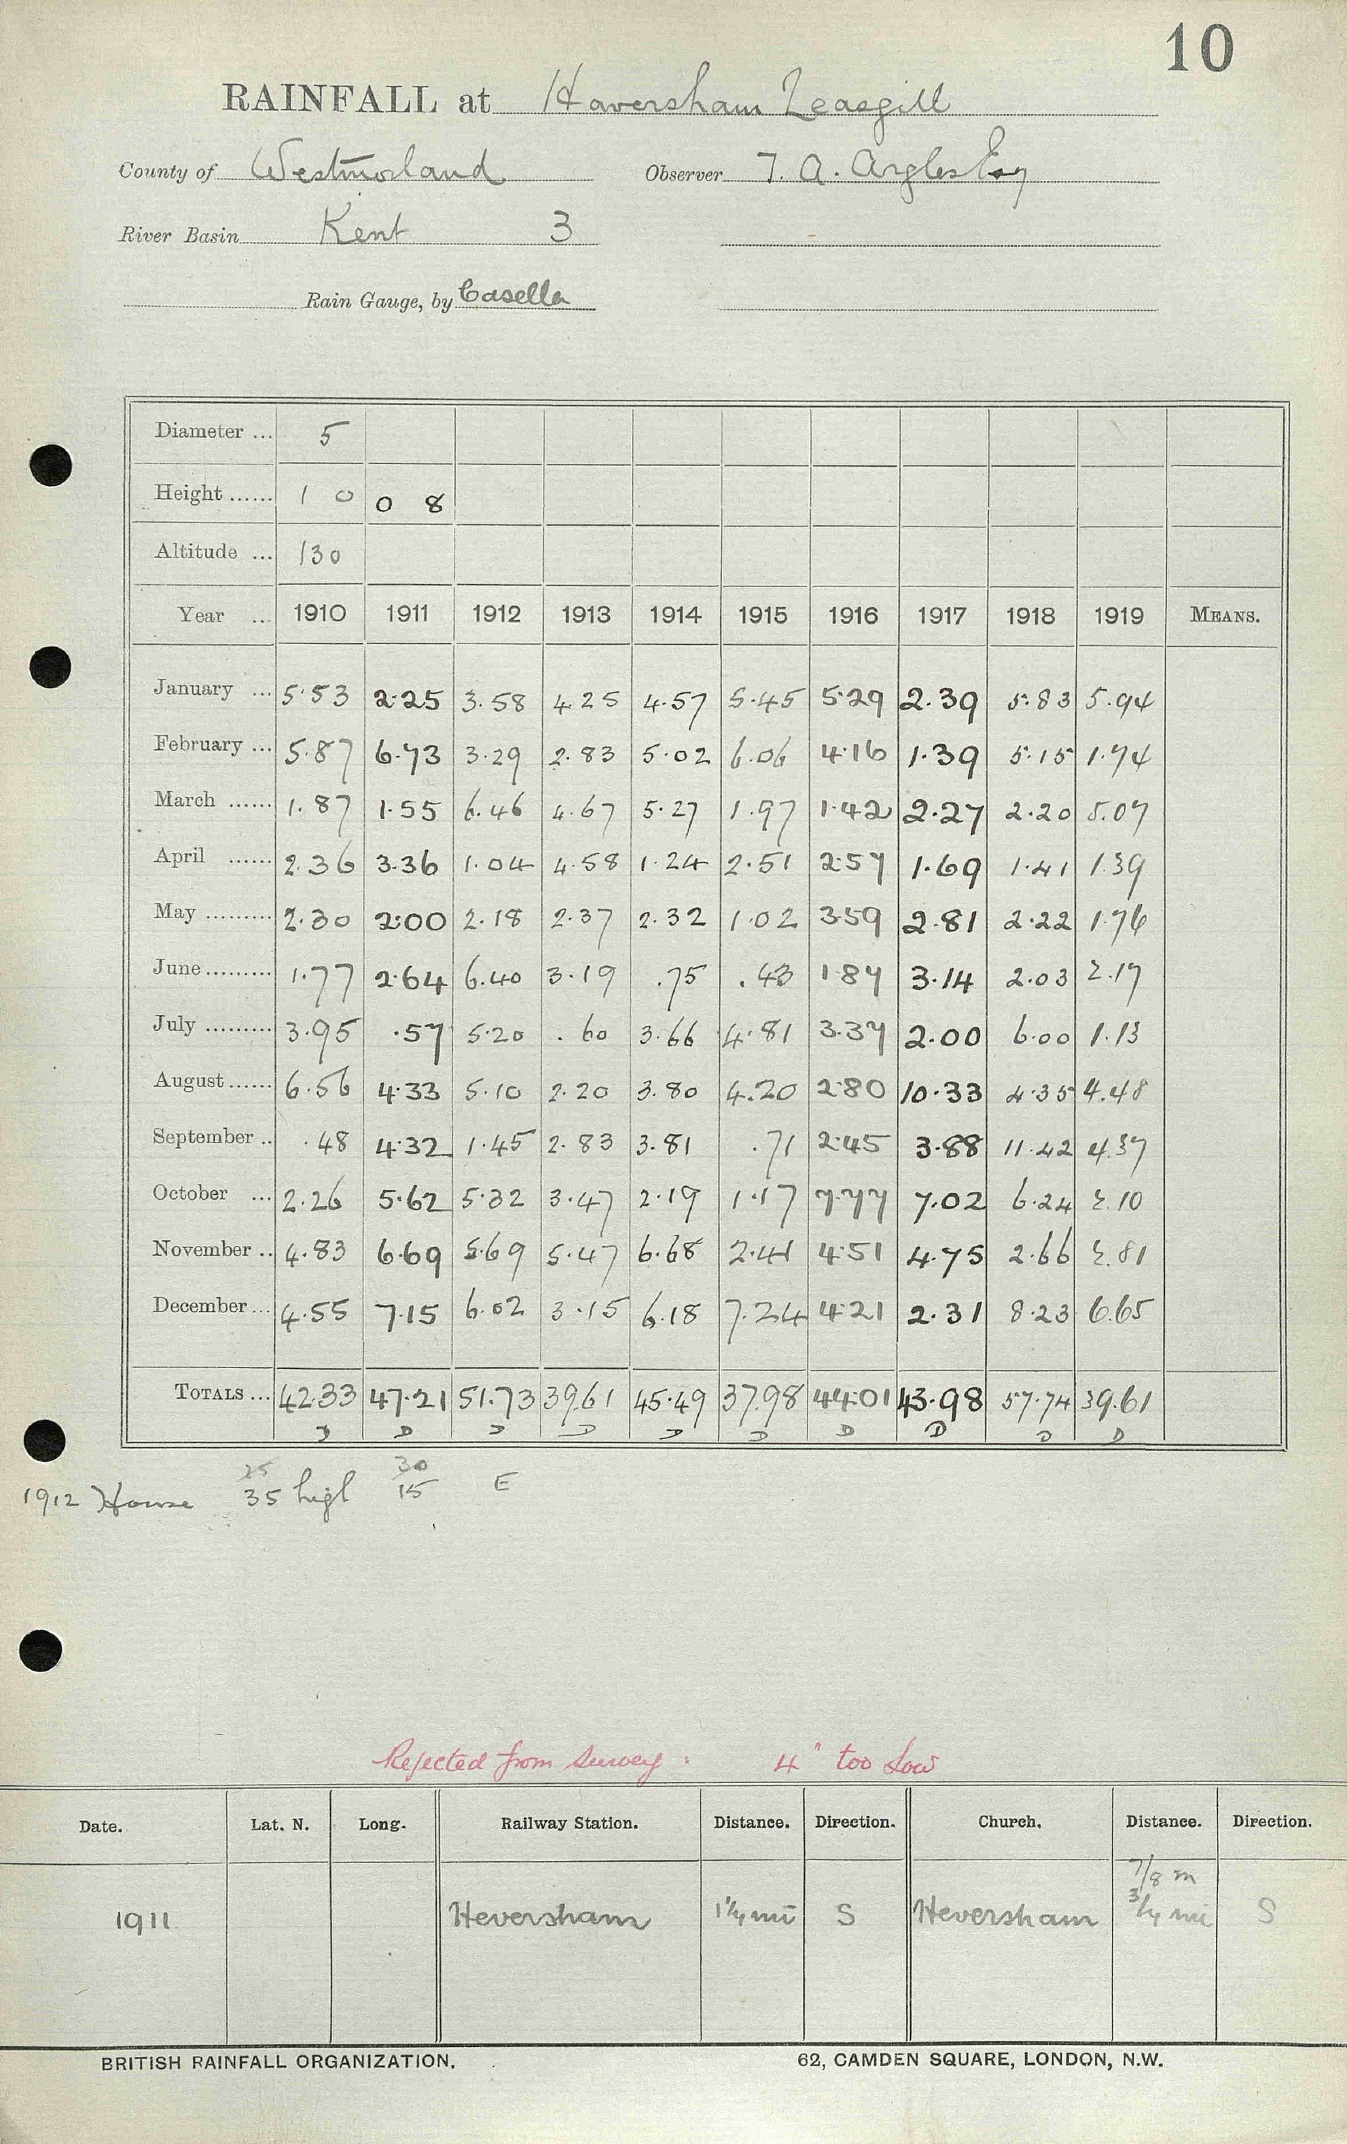 10
RAINFALL at Haversham Leasgill
County of Westmorland Observer T. A. Argles Esq
River Basin Kent 3
Rain Gauge, by Casella
Diameter ... 5
Height ...... 1 0 0 8
Altitude ... 130
Year ... 1910 1911 1912 1913 1914 1915 1916 1917 1918 1919 MEANS.
January ... 5.53 2.25 3.58 4.25 4.57 5.45 5.29 2.39 5.83 5.94
February ... 5.87 6.73 3.29 2.83 5.02 6.06 4.16 1.39 5.15 1.74
March ...... 1.87 1.55 6.46 4.67 5.27 1.97 1.42 2.27 2.20 5.07
April ...... 2.36 3.36 1.04 4.58 1.24 2.51 2.57 1.69 1.41 1.39
May ......... 2.30 2.00 2.18 2.37 2.32 1.02 3.59 2.81 2.22 1.76
June ......... 1.77 2.64 6.40 3.19 .75 .43 1.87 3.14 2.03 2.17
July ......... 3.95 .57 5.20 .60 3.66 4.81 3.37 2.00 6.00 1.13
August ...... 6.56 4.33 5.10 2.20 3.80 4.20 2.80 10.33 4.35 4.48
September .. .48 4.32 1.45 2.83 3.81 .71 2.45 3.88 11.42 4.37
October ... 2.26 5.62 5.32 3.47 2.19 1.17 7.77 7.02 6.24 2.10
November .. 4.83 6.69 5.69 5.47 6.68 2.41 4.51 4.75 2.66 2.81
December ... 4.55 7.15 6.02 3.15 6.18 7.24 4.21 2.31 8.23 6.65
TOTALS ... 42.33 47.21 51.73 39.61 45.49 37.98 44.01 43.98 57.74 39.61
D D D D D D D D D D
25 30
1912 House 35 high 15 E
Rejected from survey : 4" too low
Date. Lat. N. Long. Railway Station. Distance. Direction. Church. Distance. Direction.
7/8 m
1911 Heversham 1 1/4 mi S Heversham 3/4 mi S
BRITISH RAINFALL ORGANIZATION. 62, CAMDEN SQUARE, LONDON, N.W.